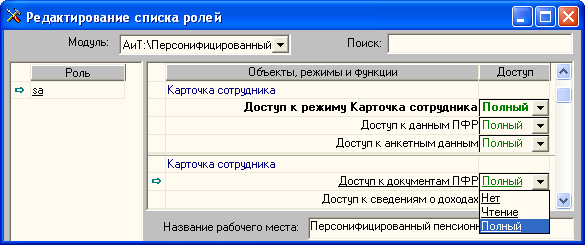 Редактирование списка ролей
Модуль: АиТ:\Персонифицированный Поиск:
Роль Объекты, режимы и функции Доступ
sa Карточка сотрудника
Доступ к режиму Карточка сотрудника Полный
Доступ к данным ПФР Полный
Доступ к анкетным данным Полный
Карточка сотрудника
Доступ к документам ПФР Полный
Доступ к сведениям о доходах Нет
Чтение
Полный
Название рабочего места: Персонифицированный пенсионн